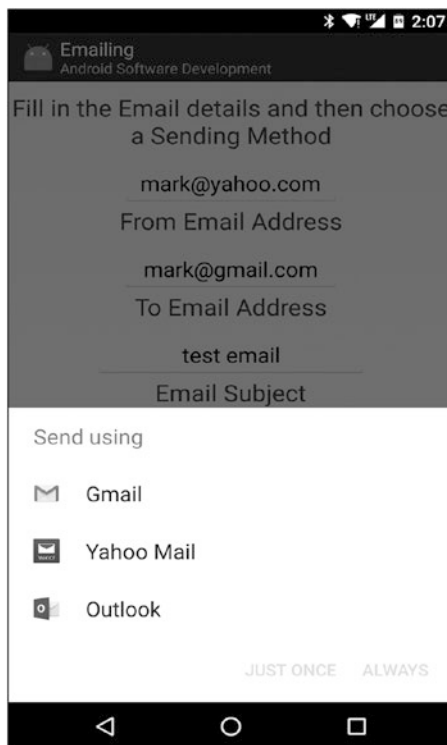 LTE 2:07
Emailing
Android Software Development
Fill in the Email details and then choose
a Sending Method
mark@yahoo.com
From Email Address
mark@gmail.com
To Email Address
test email
Email Subject
Send using
Gmail
Yahoo Mail
Outlook
JUST ONCE ALWAYS